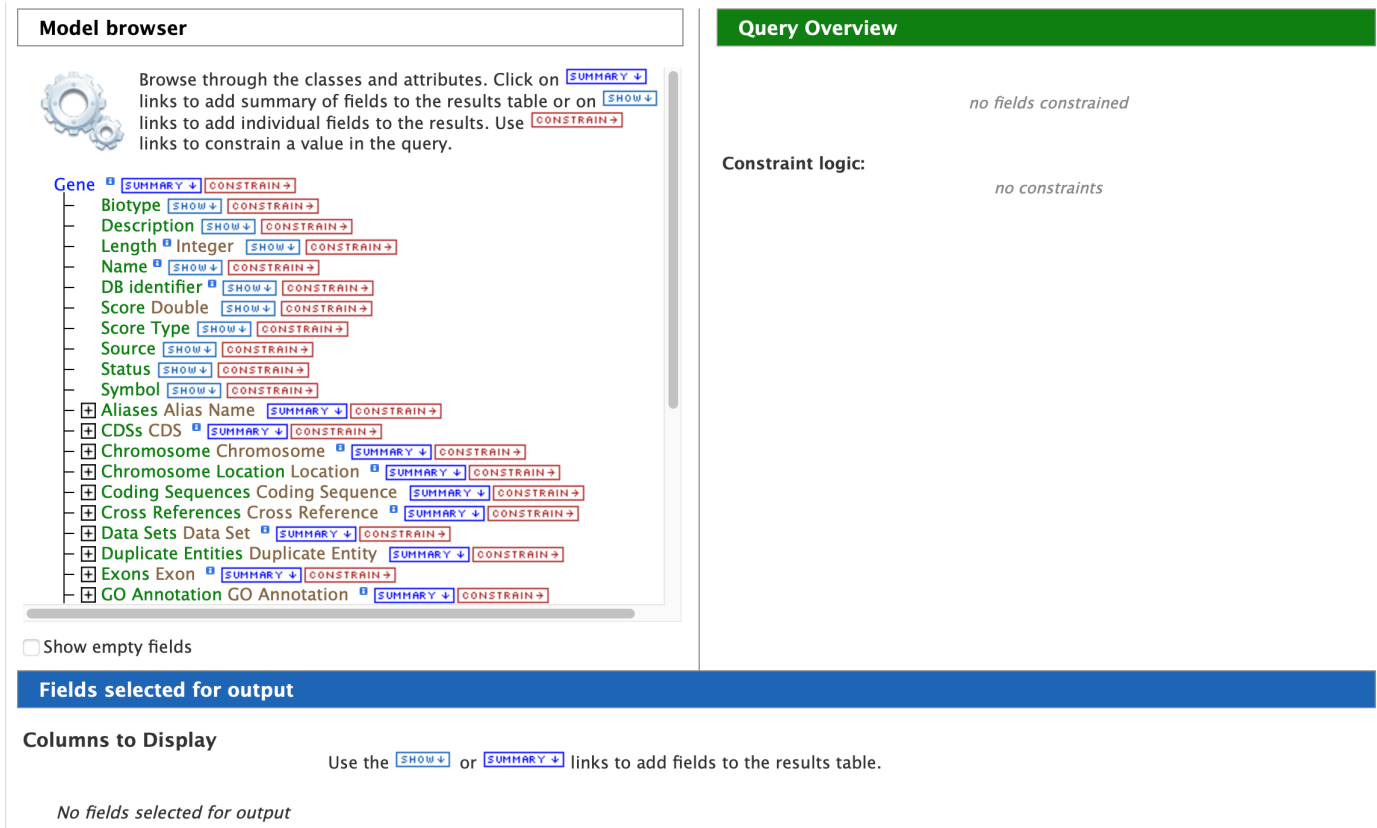 Model browser
Browse through the classes and attributes. Click on SUMMARY ↓
links to add summary of fields to the results table or on SHOW ↓
links to add individual fields to the results. Use CONSTRAIN →
links to constrain a value in the query.
Gene i SUMMARY ↓ CONSTRAIN →
Biotype SHOW ↓ CONSTRAIN →
Description SHOW ↓ CONSTRAIN →
Length i Integer SHOW ↓ CONSTRAIN →
Name i SHOW ↓ CONSTRAIN →
DB identifier i SHOW ↓ CONSTRAIN →
Score Double SHOW ↓ CONSTRAIN →
Score Type SHOW ↓ CONSTRAIN →
Source SHOW ↓ CONSTRAIN →
Status SHOW ↓ CONSTRAIN →
Symbol SHOW ↓ CONSTRAIN →
Aliases Alias Name SUMMARY ↓ CONSTRAIN →
CDSs CDS i SUMMARY ↓ CONSTRAIN →
Chromosome Chromosome i SUMMARY ↓ CONSTRAIN →
Chromosome Location Location i SUMMARY ↓ CONSTRAIN →
Coding Sequences Coding Sequence SUMMARY ↓ CONSTRAIN →
Cross References Cross Reference i SUMMARY ↓ CONSTRAIN →
Data Sets Data Set i SUMMARY ↓ CONSTRAIN →
Duplicate Entities Duplicate Entity SUMMARY ↓ CONSTRAIN →
Exons Exon i SUMMARY ↓ CONSTRAIN →
GO Annotation GO Annotation i SUMMARY ↓ CONSTRAIN →
Show empty fields
Query Overview
no fields constrained
Constraint logic:
no constraints
Fields selected for output
Columns to Display
Use the SHOW ↓ or SUMMARY ↓ links to add fields to the results table.
No fields selected for output